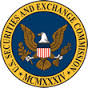 U.S. SECURITIES AND EXCHANGE COMMISSION
MCMXXXIV